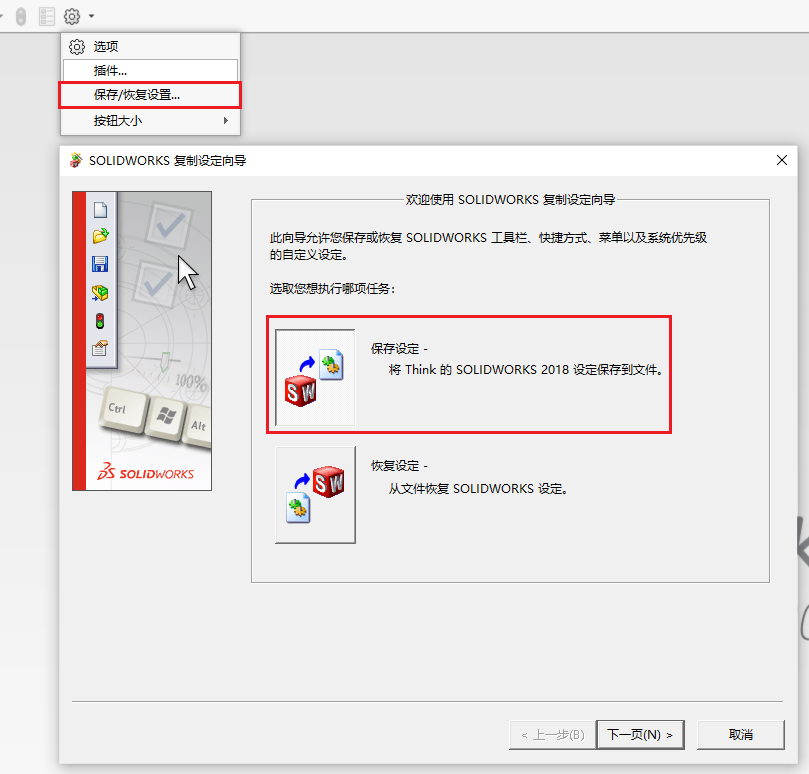 选项
插件...
保存/恢复设置...
按钮大小
SOLIDWORKS 复制设定向导
欢迎使用 SOLIDWORKS 复制设定向导
此向导允许您保存或恢复 SOLIDWORKS 工具栏、快捷方式、菜单以及系统优先级
的自定义设定。
选取您想执行哪项任务：
保存设定 -
将 Think 的 SOLIDWORKS 2018 设定保存到文件。
SW
恢复设定 -
从文件恢复 SOLIDWORKS 设定。
SW
100%
Ctrl
Alt
SOLIDWORKS
< 上一步(B)
下一页(N) >
取消